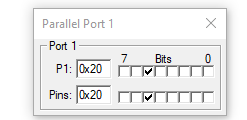 Parallel Port 1
Port 1
7 Bits 0
P1: 0x20
Pins: 0x20